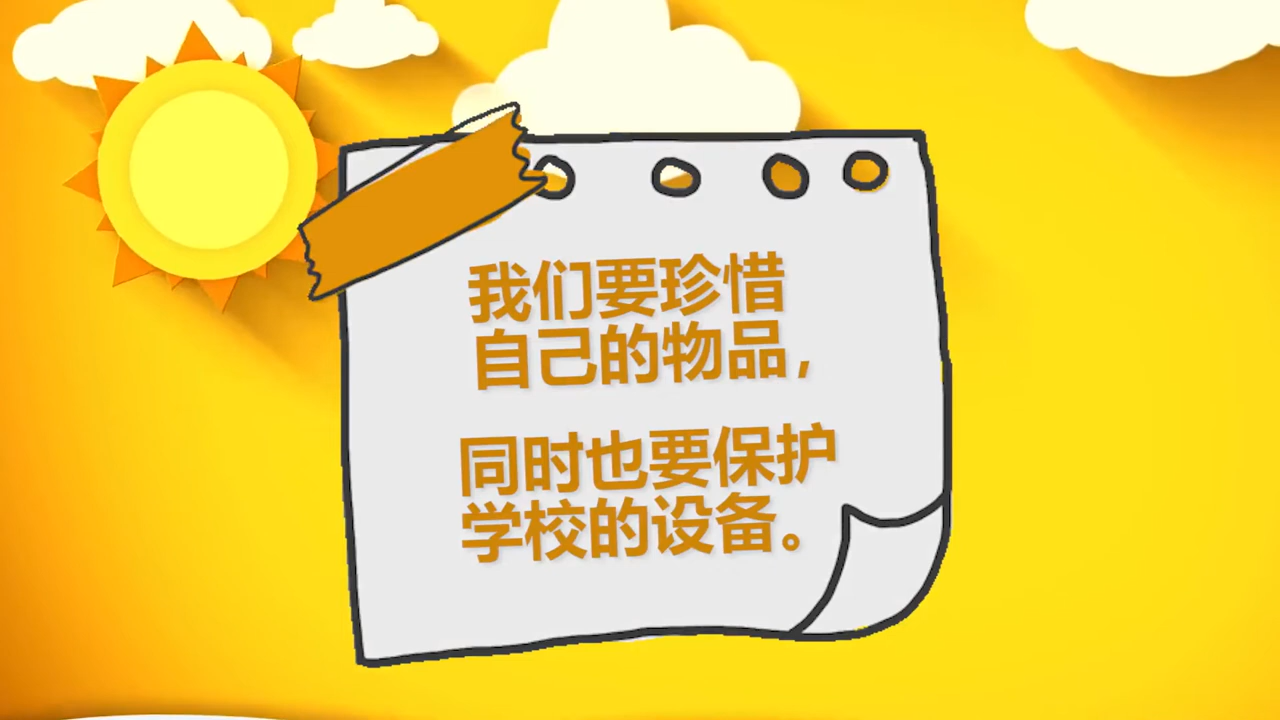 我们要珍惜
自己的物品，
同时也要保护
学校的设备。